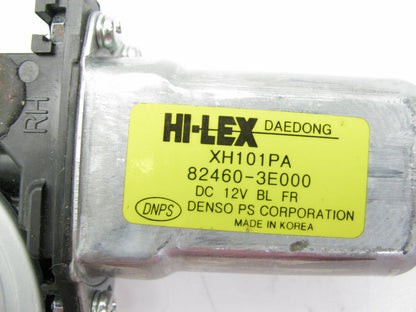 RH
HI-LEX DAEDONG
XH101PA
82460-3E000
DC 12V BL FR
DNPS DENSO PS CORPORATION
MADE IN KOREA